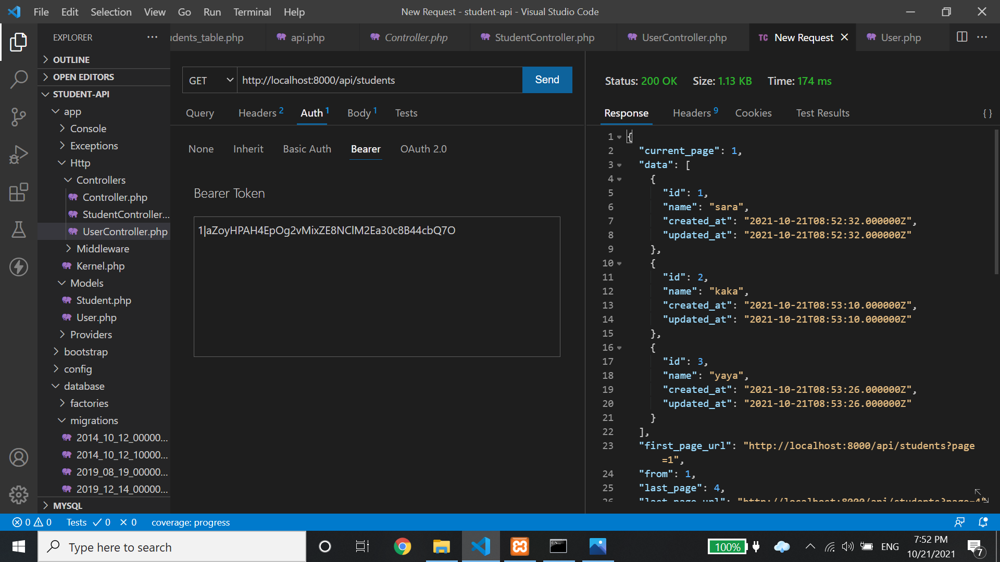 File Edit Selection View Go Run Terminal Help
New Request - student-api - Visual Studio Code
EXPLORER
udents_table.php api.php Controller.php StudentController.php UserController.php TC New Request User.php
OUTLINE
OPEN EDITORS
STUDENT-API
app
Console
Exceptions
Http
Controllers
Controller.php
StudentController...
UserController.php
Middleware
Kernel.php
Models
Student.php
User.php
Providers
bootstrap
config
database
factories
migrations
2014_10_12_00000...
2014_10_12_10000...
2019_08_19_00000...
2019_12_14_00000...
MYSQL
GET http://localhost:8000/api/students Send
Query Headers 2 Auth 1 Body 1 Tests
None Inherit Basic Auth Bearer OAuth 2.0
Bearer Token
1|aZoyHPAH4EpOg2vMixZE8NClM2Ea30c8B44cbQ7O
Status: 200 OK Size: 1.13 KB Time: 174 ms
Response Headers 9 Cookies Test Results { }
1 {
2 "current_page": 1,
3 "data": [
4 {
5 "id": 1,
6 "name": "sara",
7 "created_at": "2021-10-21T08:52:32.000000Z",
8 "updated_at": "2021-10-21T08:52:32.000000Z"
9 },
10 {
11 "id": 2,
12 "name": "kaka",
13 "created_at": "2021-10-21T08:53:10.000000Z",
14 "updated_at": "2021-10-21T08:53:10.000000Z"
15 },
16 {
17 "id": 3,
18 "name": "yaya",
19 "created_at": "2021-10-21T08:53:26.000000Z",
20 "updated_at": "2021-10-21T08:53:26.000000Z"
21 }
22 ],
23 "first_page_url": "http://localhost:8000/api/students?page
=1",
24 "from": 1,
25 "last_page": 4,
26 "last_page_url": "http://localhost:8000/api/students?page=4"
0 0 Tests 0 0 coverage: progress
Type here to search
100%
ENG
7:52 PM
10/21/2021
7